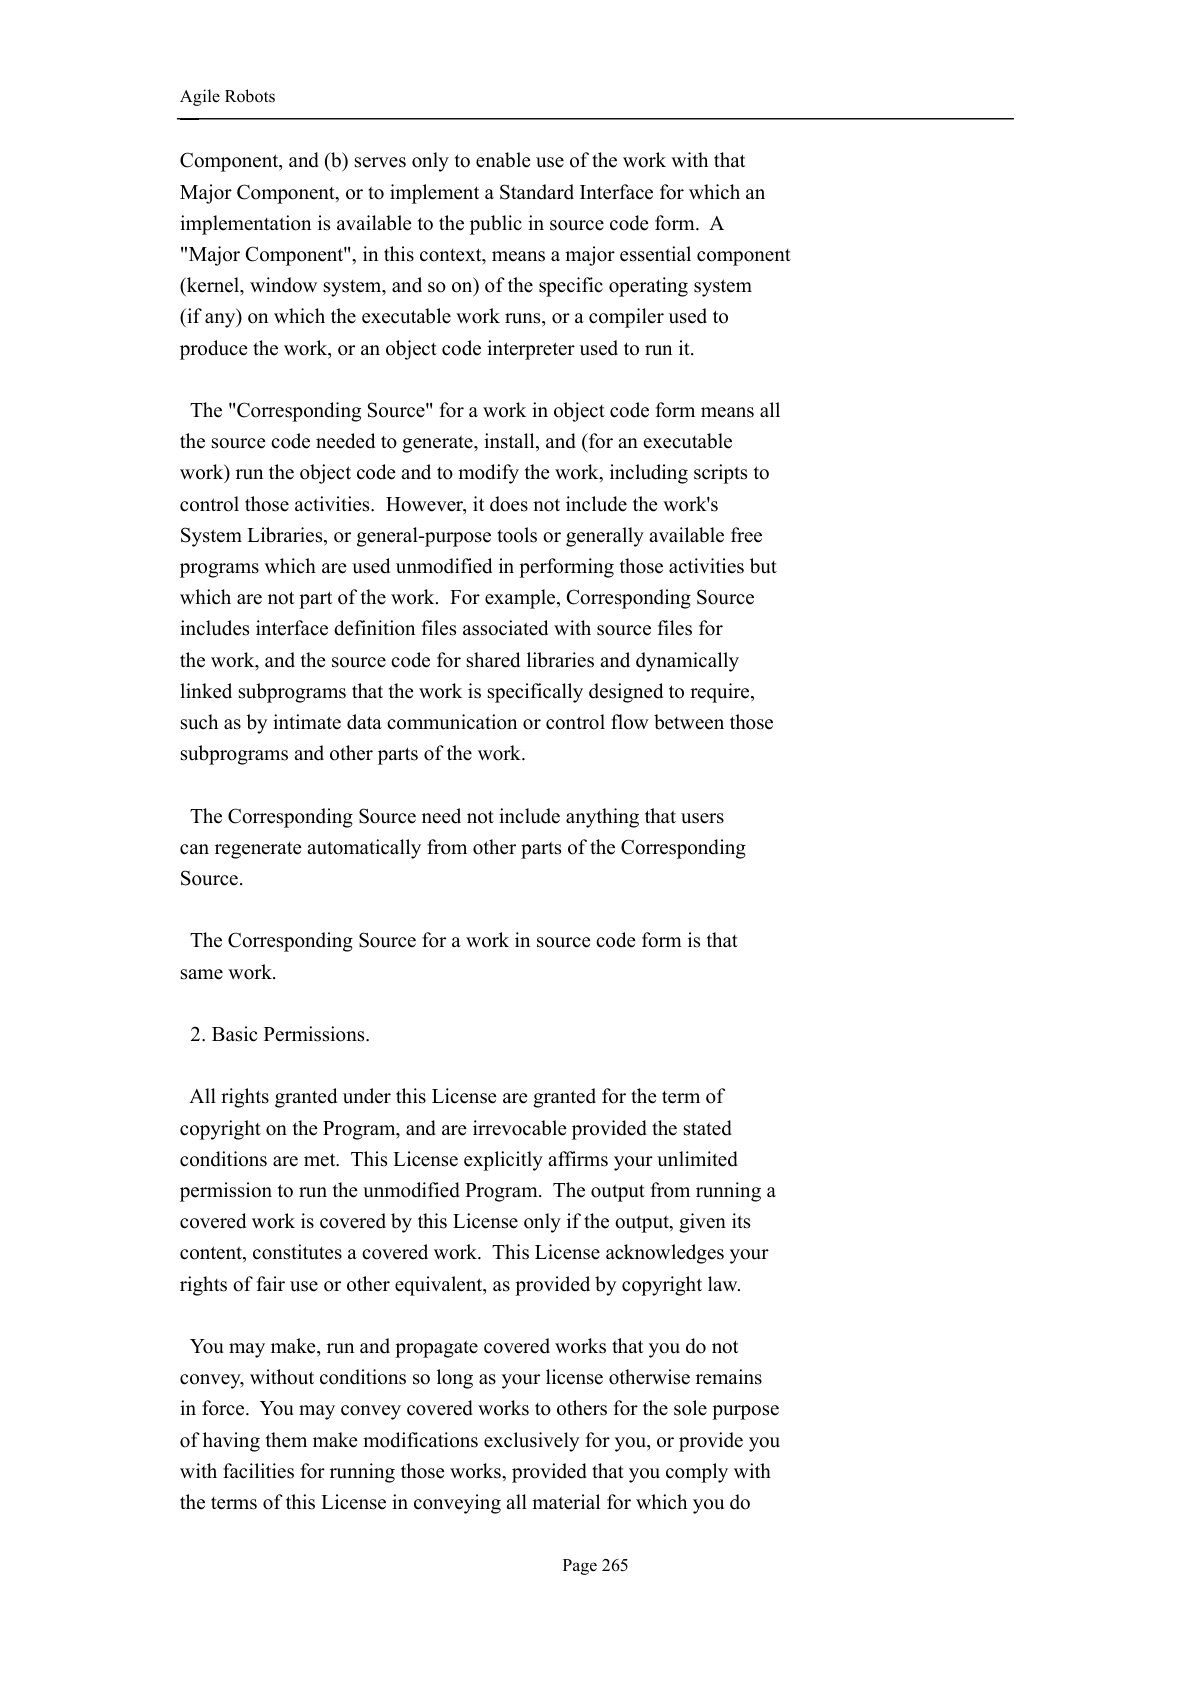 Agile Robots
Component, and (b) serves only to enable use of the work with that
Major Component, or to implement a Standard Interface for which an
implementation is available to the public in source code form.  A
"Major Component", in this context, means a major essential component
(kernel, window system, and so on) of the specific operating system
(if any) on which the executable work runs, or a compiler used to
produce the work, or an object code interpreter used to run it.
The "Corresponding Source" for a work in object code form means all
the source code needed to generate, install, and (for an executable
work) run the object code and to modify the work, including scripts to
control those activities.  However, it does not include the work's
System Libraries, or general-purpose tools or generally available free
programs which are used unmodified in performing those activities but
which are not part of the work.  For example, Corresponding Source
includes interface definition files associated with source files for
the work, and the source code for shared libraries and dynamically
linked subprograms that the work is specifically designed to require,
such as by intimate data communication or control flow between those
subprograms and other parts of the work.
The Corresponding Source need not include anything that users
can regenerate automatically from other parts of the Corresponding
Source.
The Corresponding Source for a work in source code form is that
same work.
2. Basic Permissions.
All rights granted under this License are granted for the term of
copyright on the Program, and are irrevocable provided the stated
conditions are met.  This License explicitly affirms your unlimited
permission to run the unmodified Program.  The output from running a
covered work is covered by this License only if the output, given its
content, constitutes a covered work.  This License acknowledges your
rights of fair use or other equivalent, as provided by copyright law.
You may make, run and propagate covered works that you do not
convey, without conditions so long as your license otherwise remains
in force.  You may convey covered works to others for the sole purpose
of having them make modifications exclusively for you, or provide you
with facilities for running those works, provided that you comply with
the terms of this License in conveying all material for which you do
Page 265